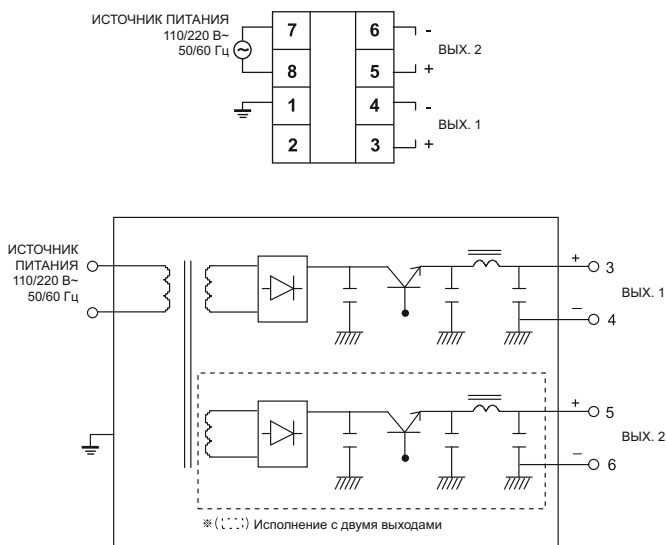 ИСТОЧНИК ПИТАНИЯ
110/220 В~
50/60 Гц
7
6
-
8
5
+
ВЫХ. 2
1
4
-
2
3
+
ВЫХ. 1
ИСТОЧНИК
ПИТАНИЯ
110/220 В~
50/60 Гц
+
3
ВЫХ. 1
–
4
+
5
ВЫХ. 2
–
6
※( ) Исполнение с двумя выходами